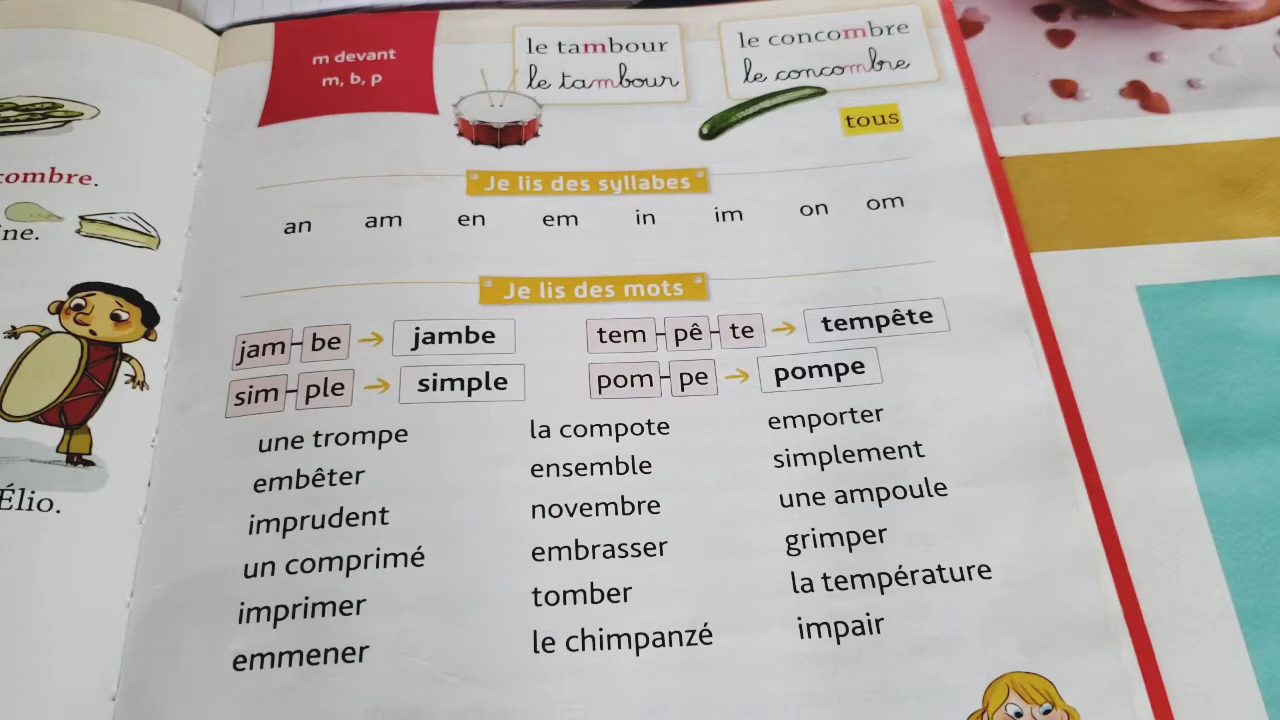 combre.
ne.
Élio.
m devant
m, b, p
le tambour
le tambour
le concombre
le concombre
tous
Je lis des syllabes
an am en em in im on om
Je lis des mots
jam - be → jambe
tem - pê - te → tempête
sim - ple → simple
pom - pe → pompe
une trompe
embêter
imprudent
un comprimé
imprimer
emmener
la compote
ensemble
novembre
embrasser
tomber
le chimpanzé
emporter
simplement
une ampoule
grimper
la température
impair